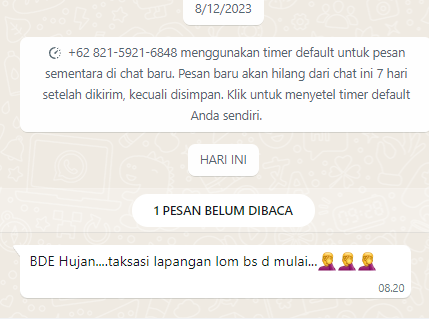 8/12/2023
+62 821-5921-6848 menggunakan timer default untuk pesan
sementara di chat baru. Pesan baru akan hilang dari chat ini 7 hari
setelah dikirim, kecuali disimpan. Klik untuk menyetel timer default
Anda sendiri.
HARI INI
1 PESAN BELUM DIBACA
BDE Hujan....taksasi lapangan lom bs d mulai...🤦🤦🤦
08.20